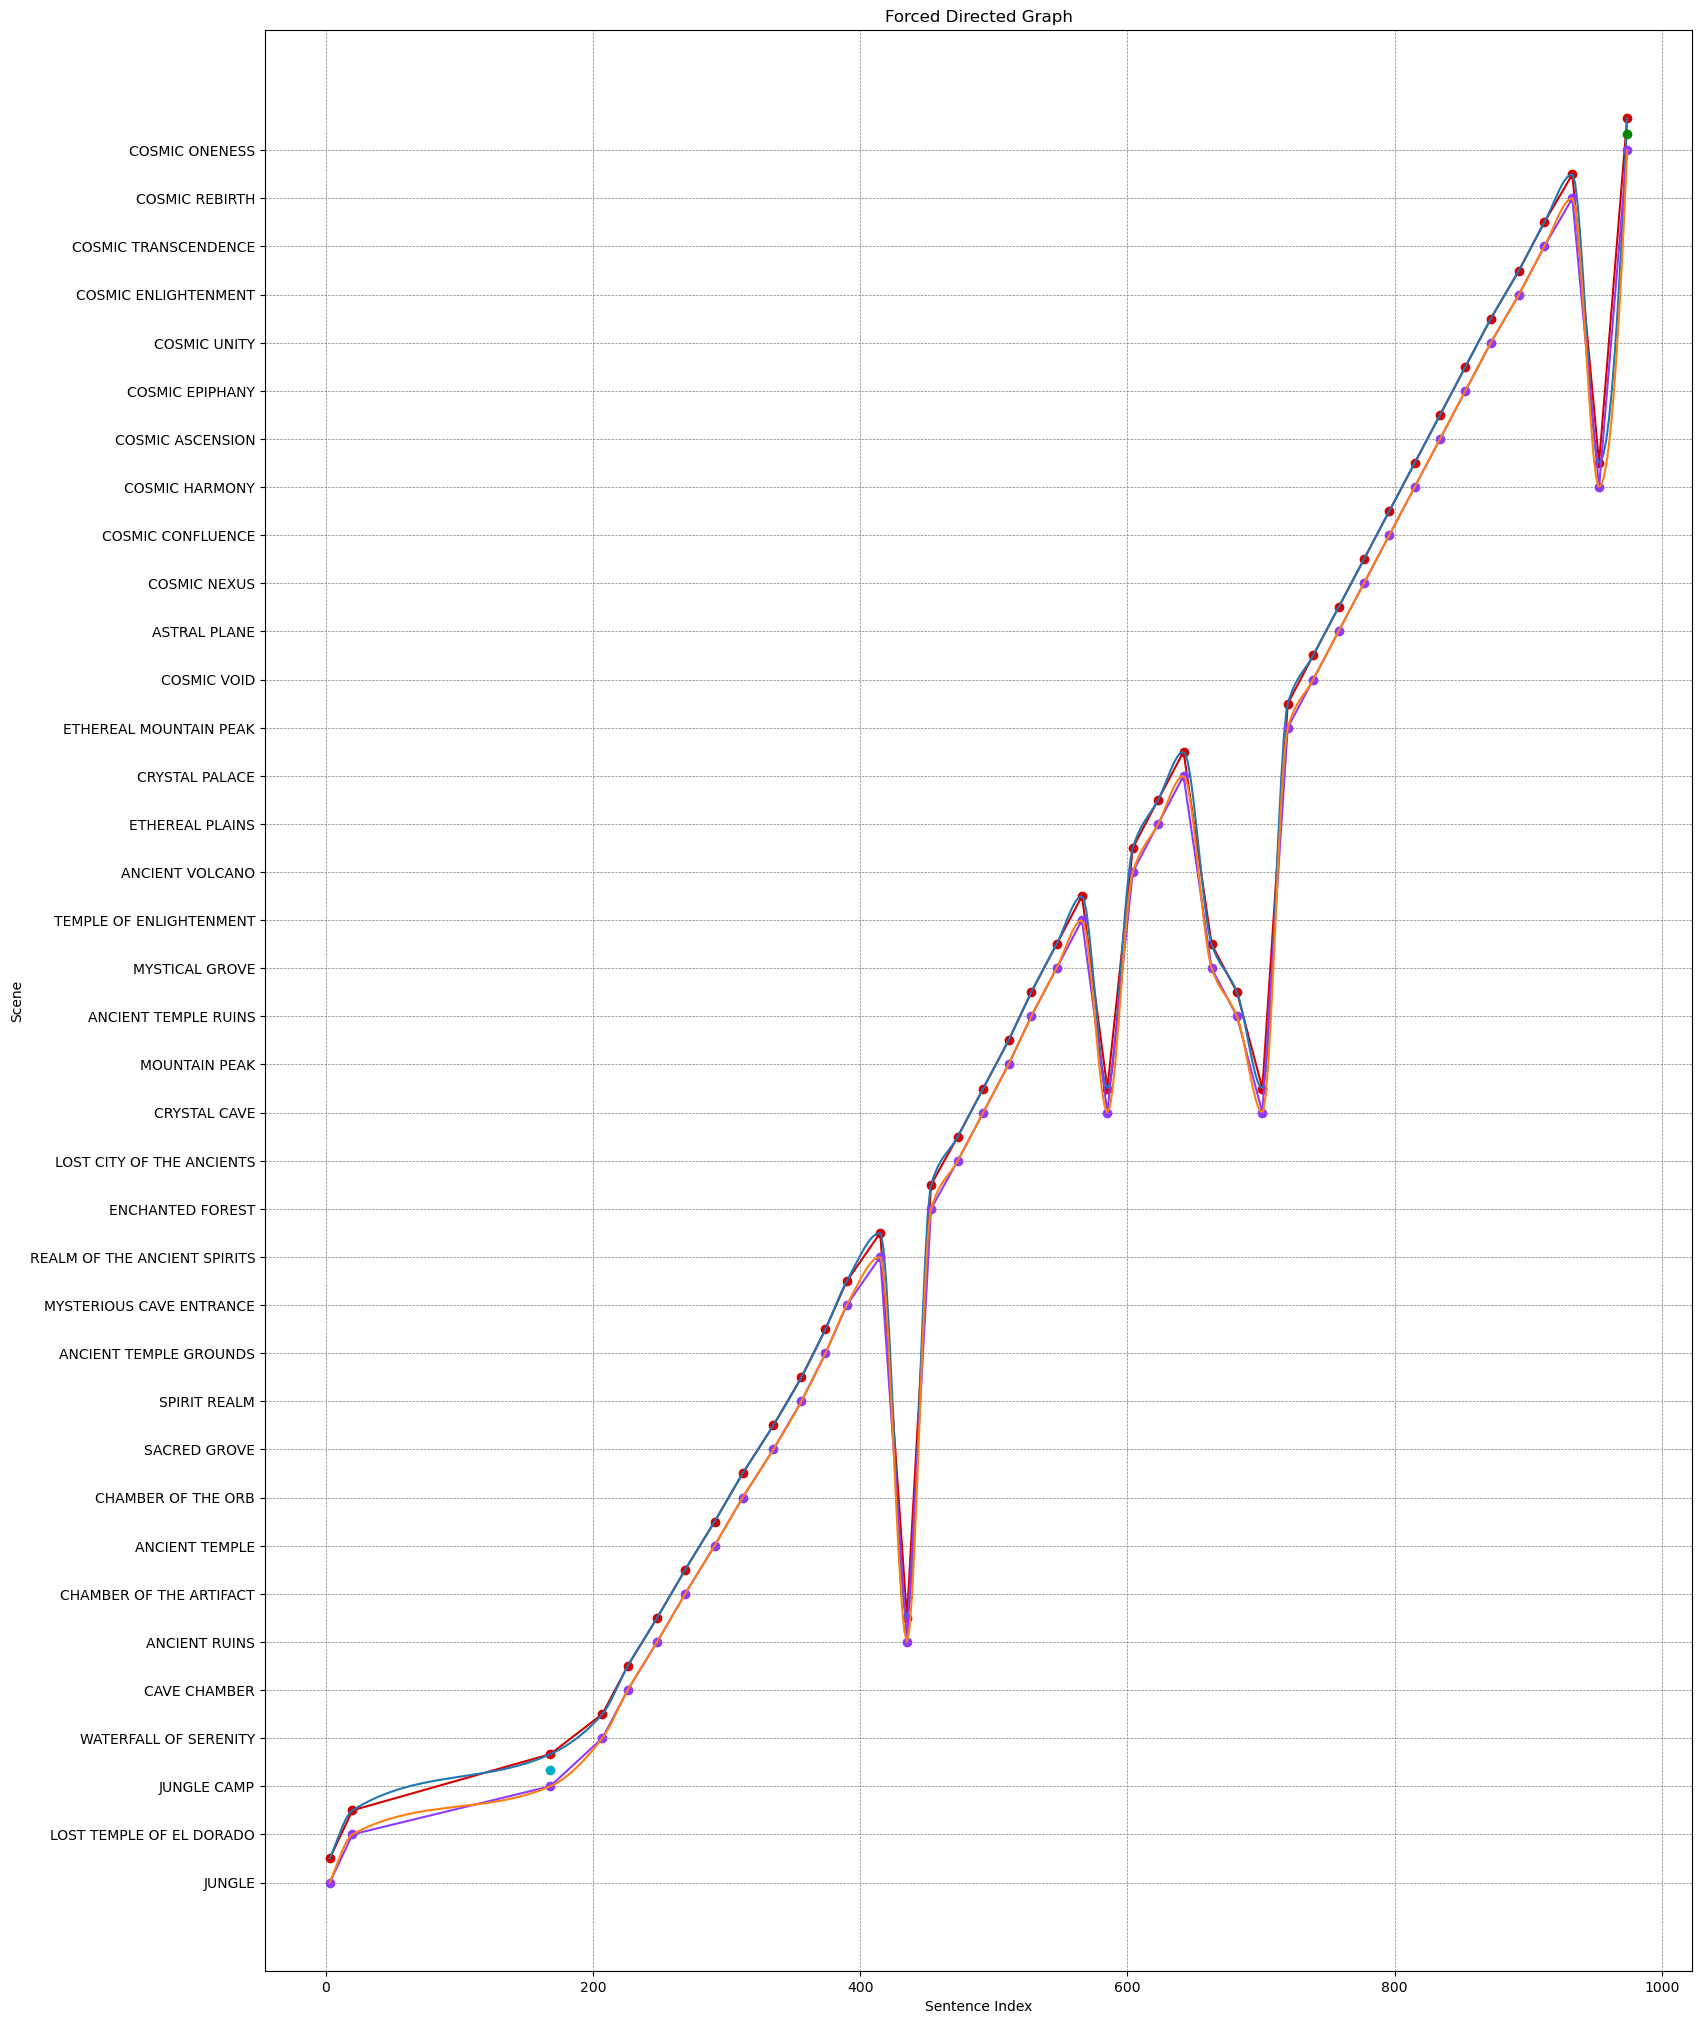 Forced Directed Graph
COSMIC ONENESS
COSMIC REBIRTH
COSMIC TRANSCENDENCE
COSMIC ENLIGHTENMENT
COSMIC UNITY
COSMIC EPIPHANY
COSMIC ASCENSION
COSMIC HARMONY
COSMIC CONFLUENCE
COSMIC NEXUS
ASTRAL PLANE
COSMIC VOID
ETHEREAL MOUNTAIN PEAK
CRYSTAL PALACE
ETHEREAL PLAINS
ANCIENT VOLCANO
TEMPLE OF ENLIGHTENMENT
MYSTICAL GROVE
ANCIENT TEMPLE RUINS
MOUNTAIN PEAK
CRYSTAL CAVE
LOST CITY OF THE ANCIENTS
ENCHANTED FOREST
REALM OF THE ANCIENT SPIRITS
MYSTERIOUS CAVE ENTRANCE
ANCIENT TEMPLE GROUNDS
SPIRIT REALM
SACRED GROVE
CHAMBER OF THE ORB
ANCIENT TEMPLE
CHAMBER OF THE ARTIFACT
ANCIENT RUINS
CAVE CHAMBER
WATERFALL OF SERENITY
JUNGLE CAMP
LOST TEMPLE OF EL DORADO
JUNGLE
Scene
0 200 400 600 800 1000
Sentence Index